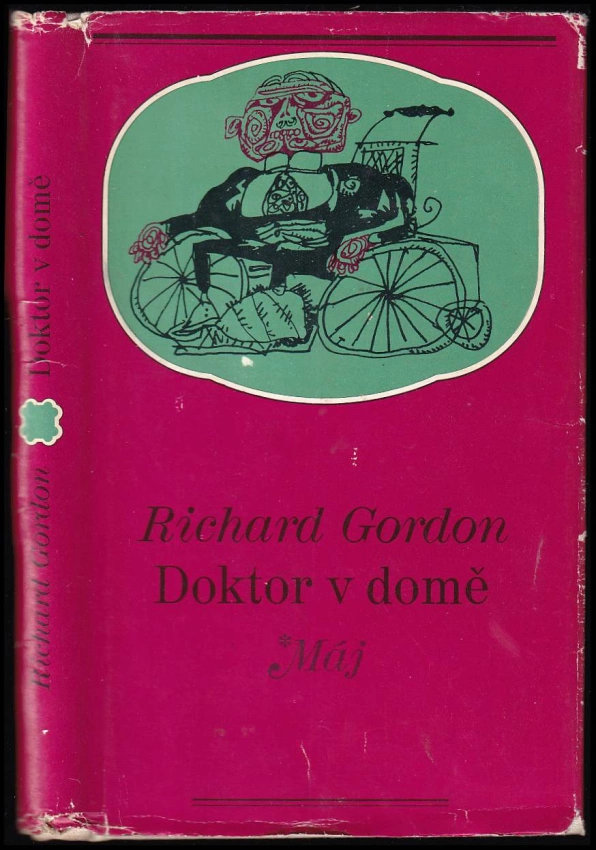 Richard Gordon
Doktor v domě
Máj
Richard Gordon Doktor v domě